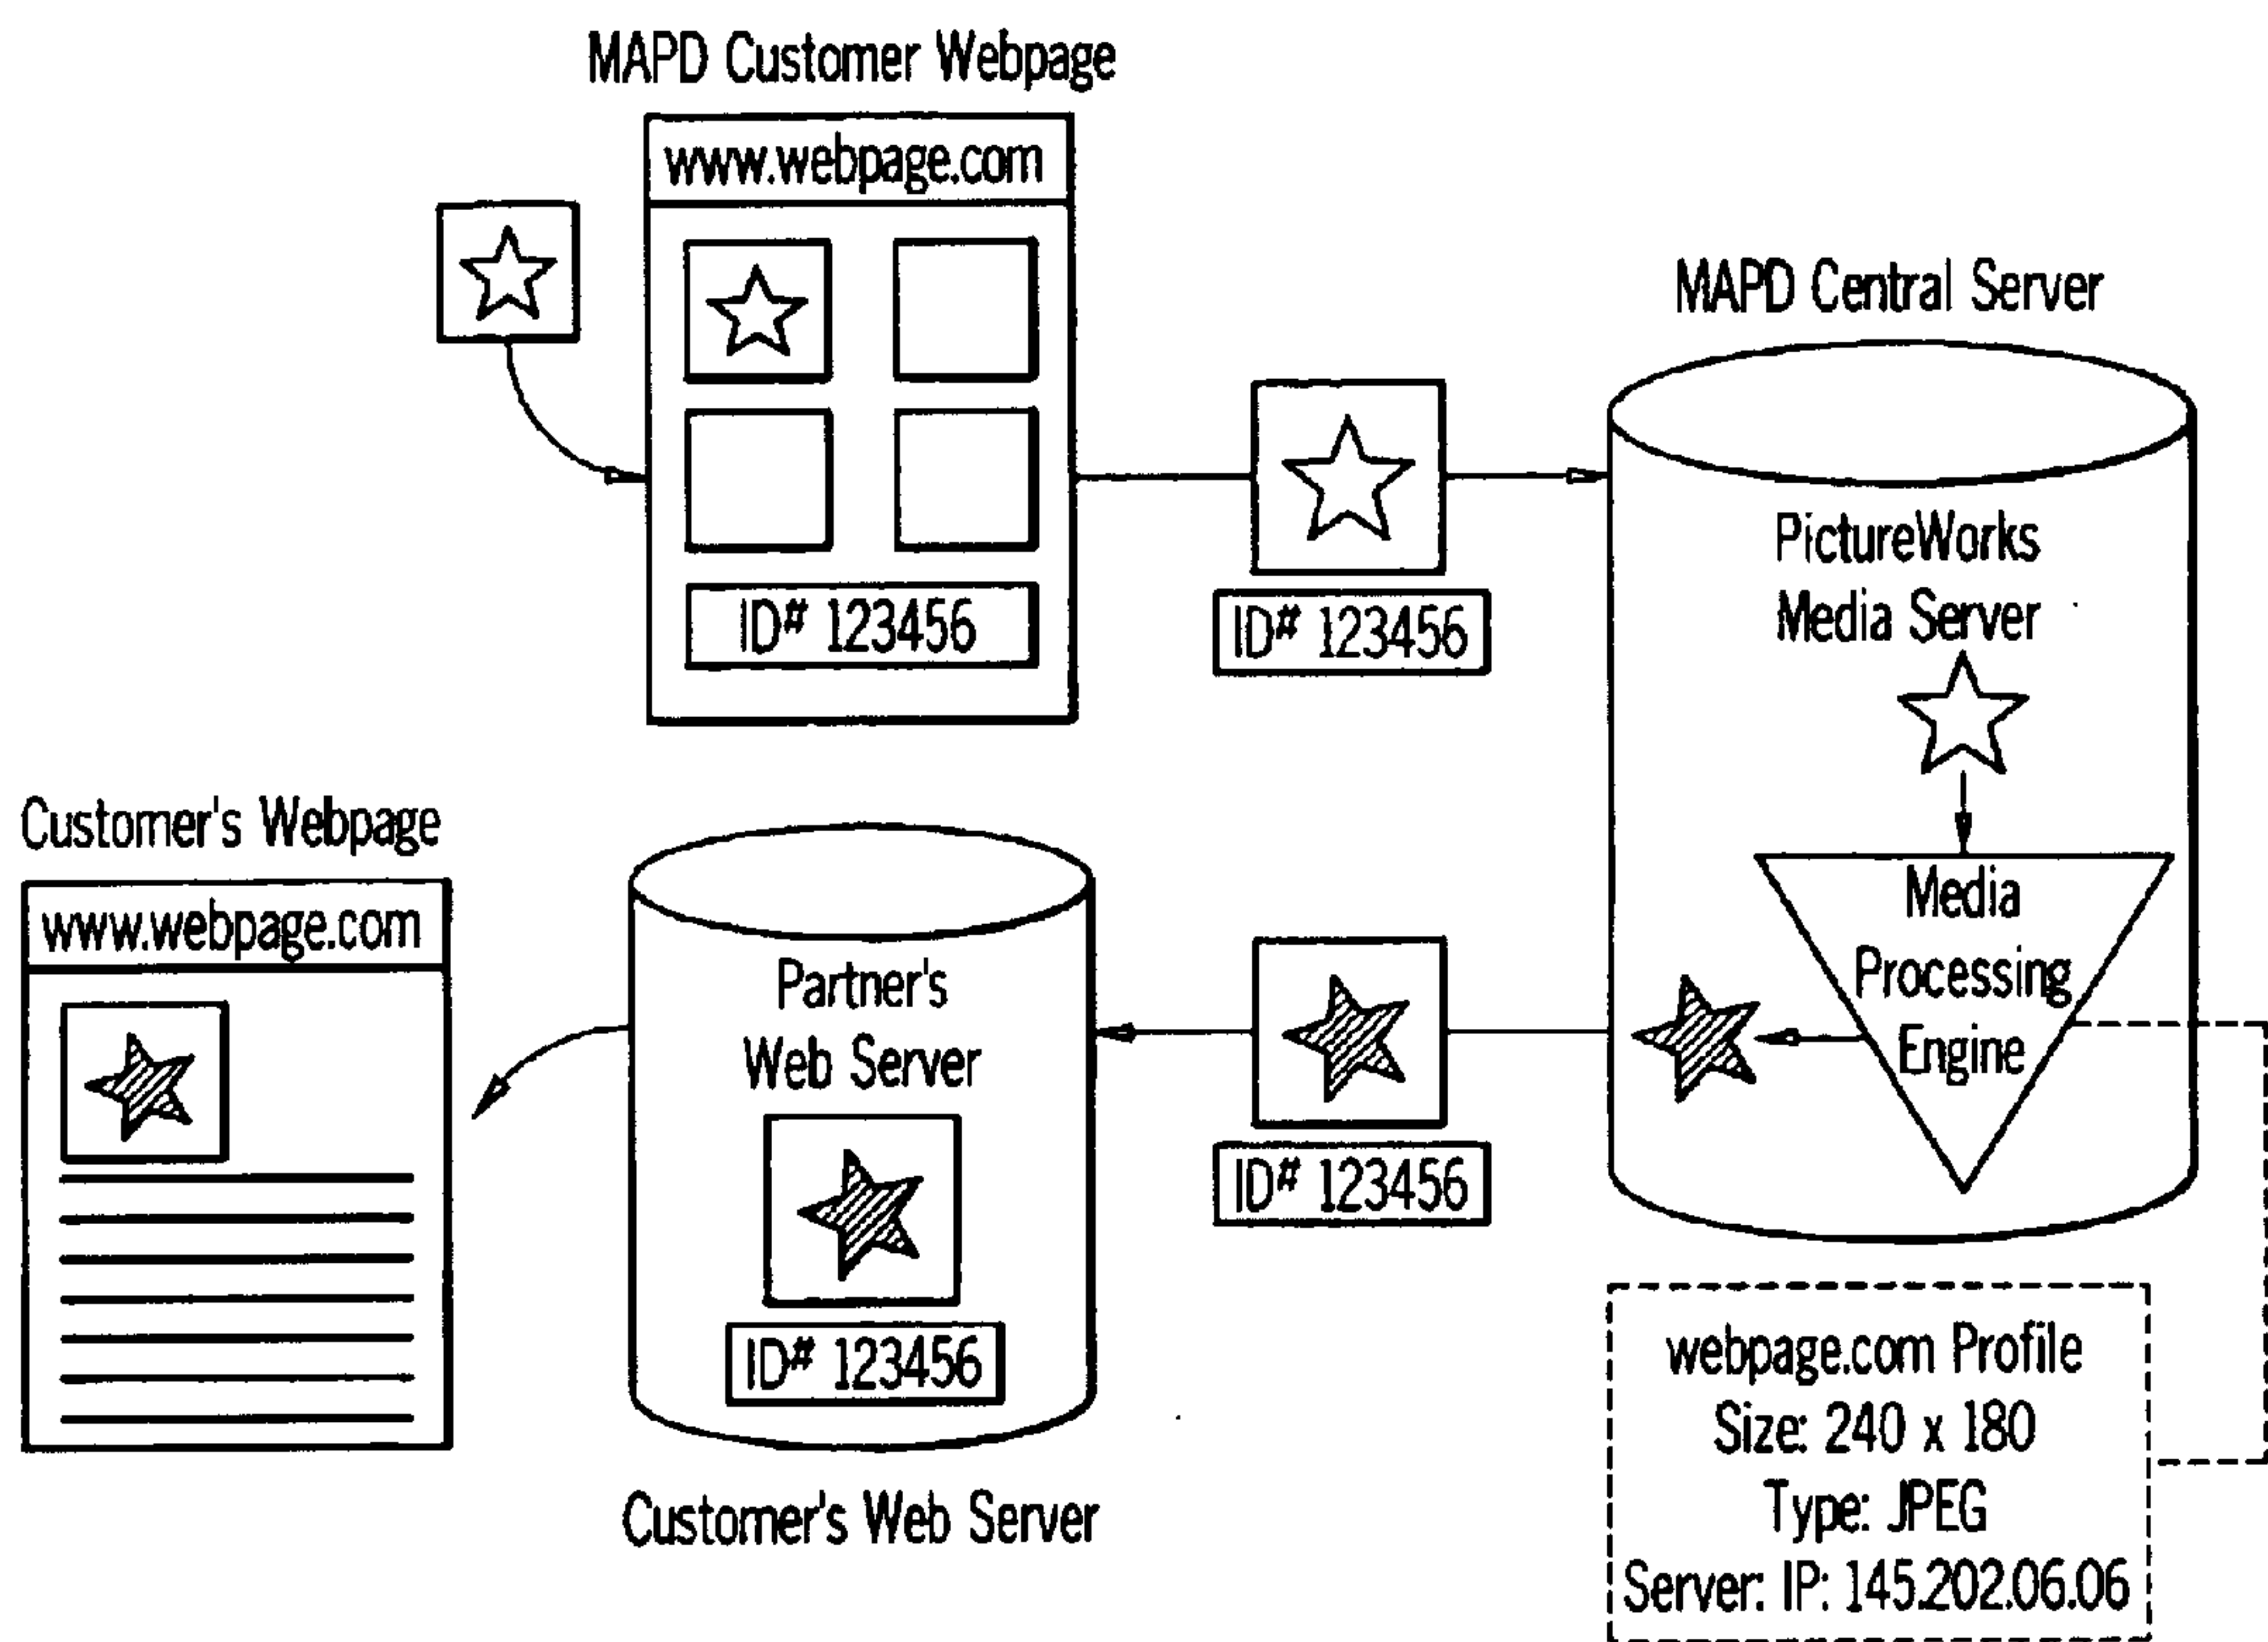 MAPD Customer Webpage
www.webpage.com
ID# 123456
ID# 123456
MAPD Central Server
PictureWorks
Media Server
Media
Processing
Engine
Customer's Webpage
www.webpage.com
Partner's
Web Server
ID# 123456
Customer's Web Server
ID# 123456
webpage.com Profile
Size: 240 x 180
Type: JPEG
Server: IP: 145.202.06.06